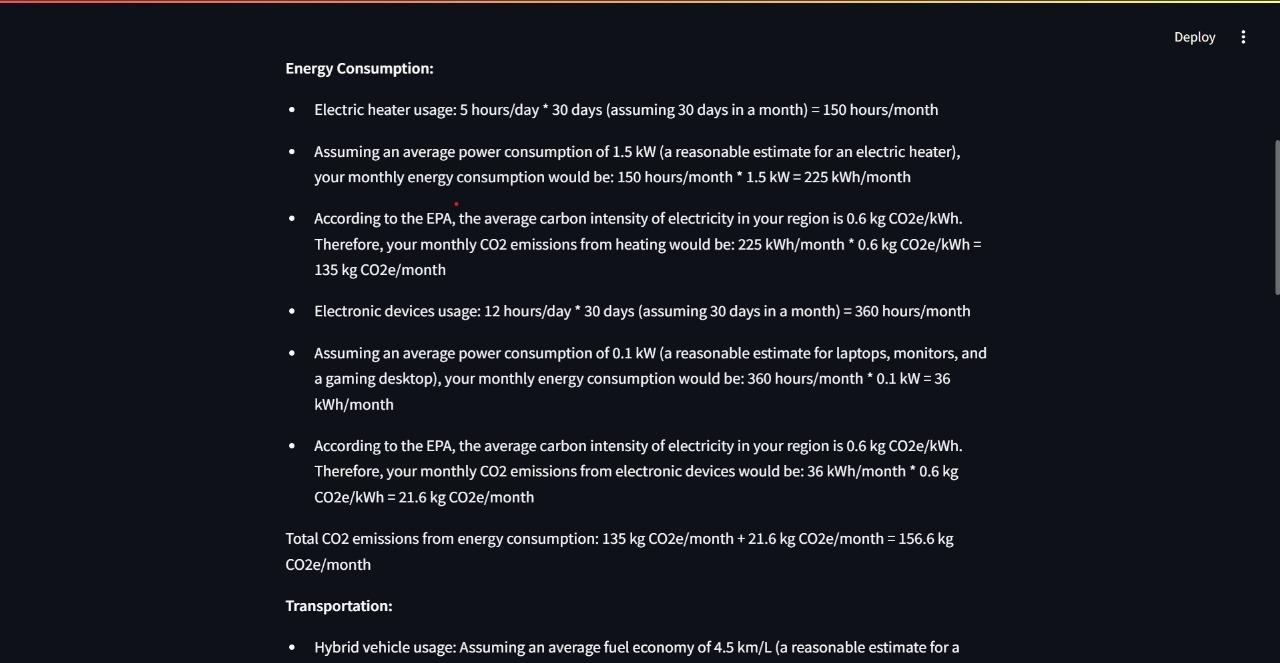 Deploy
Energy Consumption:
• Electric heater usage: 5 hours/day * 30 days (assuming 30 days in a month) = 150 hours/month
• Assuming an average power consumption of 1.5 kW (a reasonable estimate for an electric heater),
your monthly energy consumption would be: 150 hours/month * 1.5 kW = 225 kWh/month
• According to the EPA, the average carbon intensity of electricity in your region is 0.6 kg CO2e/kWh.
Therefore, your monthly CO2 emissions from heating would be: 225 kWh/month * 0.6 kg CO2e/kWh =
135 kg CO2e/month
• Electronic devices usage: 12 hours/day * 30 days (assuming 30 days in a month) = 360 hours/month
• Assuming an average power consumption of 0.1 kW (a reasonable estimate for laptops, monitors, and
a gaming desktop), your monthly energy consumption would be: 360 hours/month * 0.1 kW = 36
kWh/month
• According to the EPA, the average carbon intensity of electricity in your region is 0.6 kg CO2e/kWh.
Therefore, your monthly CO2 emissions from electronic devices would be: 36 kWh/month * 0.6 kg
CO2e/kWh = 21.6 kg CO2e/month
Total CO2 emissions from energy consumption: 135 kg CO2e/month + 21.6 kg CO2e/month = 156.6 kg
CO2e/month
Transportation:
• Hybrid vehicle usage: Assuming an average fuel economy of 4.5 km/L (a reasonable estimate for a